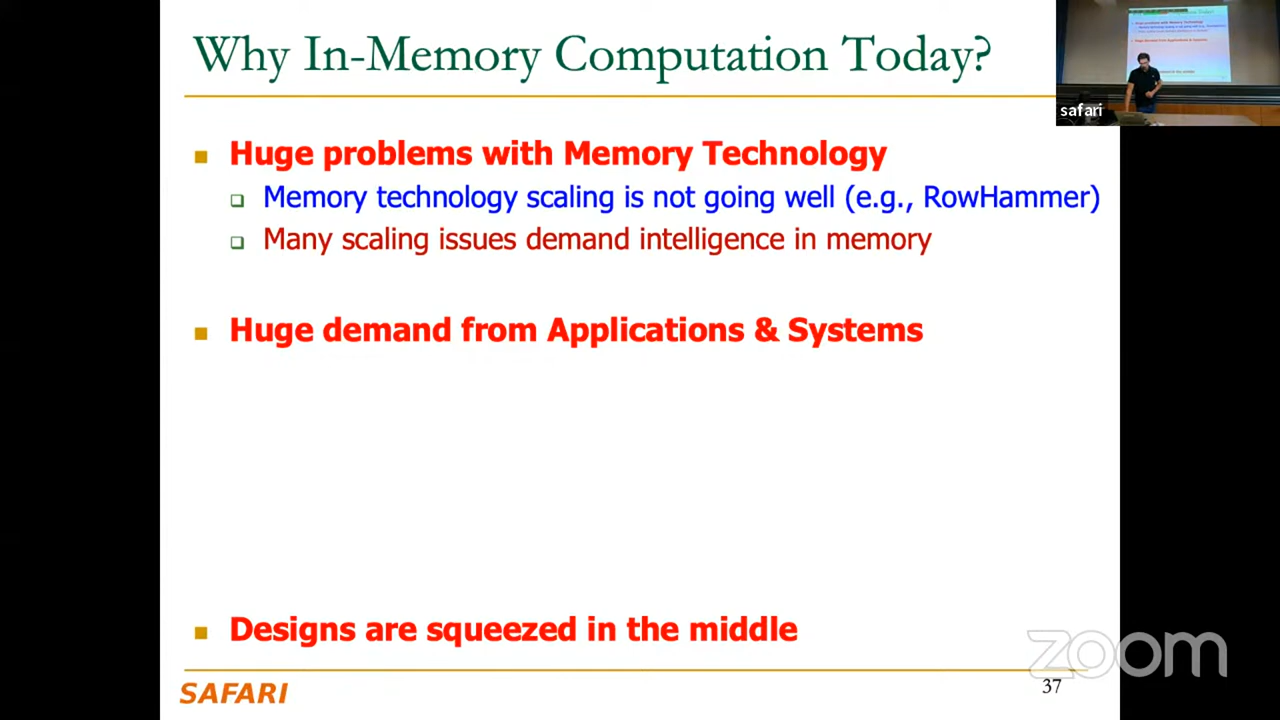 Why In-Memory Computation Today?
safari
Huge problems with Memory Technology
Memory technology scaling is not going well (e.g., RowHammer)
Many scaling issues demand intelligence in memory
Huge demand from Applications & Systems
Designs are squeezed in the middle
zoom
SAFARI
37